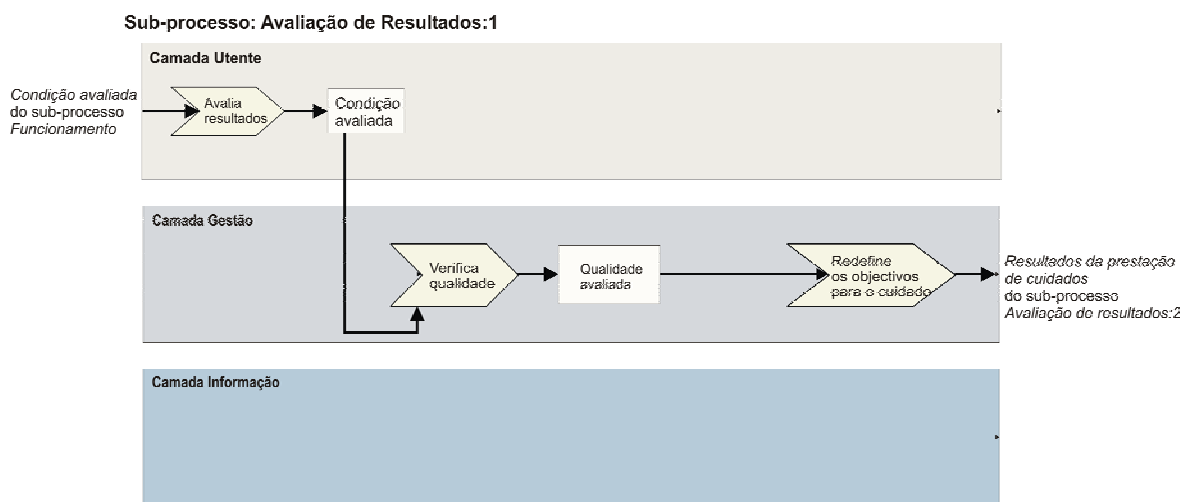 Sub-processo: Avaliação de Resultados:1
Camada Utente
Condição avaliada
do sub-processo
Funcionamento
Avalia
resultados
Condição
avaliada
Camada Gestão
Verifica
qualidade
Qualidade
avaliada
Redefine
os objectivos
para o cuidado
Resultados da prestação
de cuidados
do sub-processo
Avaliação de resultados:2
Camada Informação